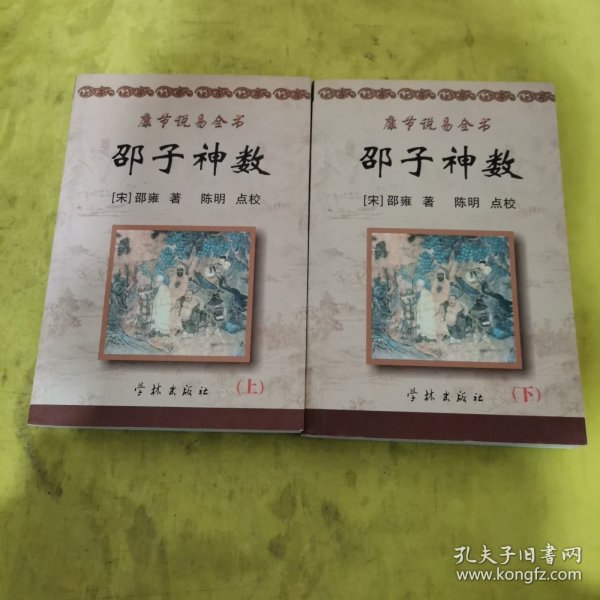 康节说易全书
邵子神数
[宋]邵雍 著 陈明 点校
学林出版社
(上)
康节说易全书
邵子神数
[宋]邵雍 著 陈明 点校
学林出版社
(下)
孔夫子旧书网
www.kongfz.com